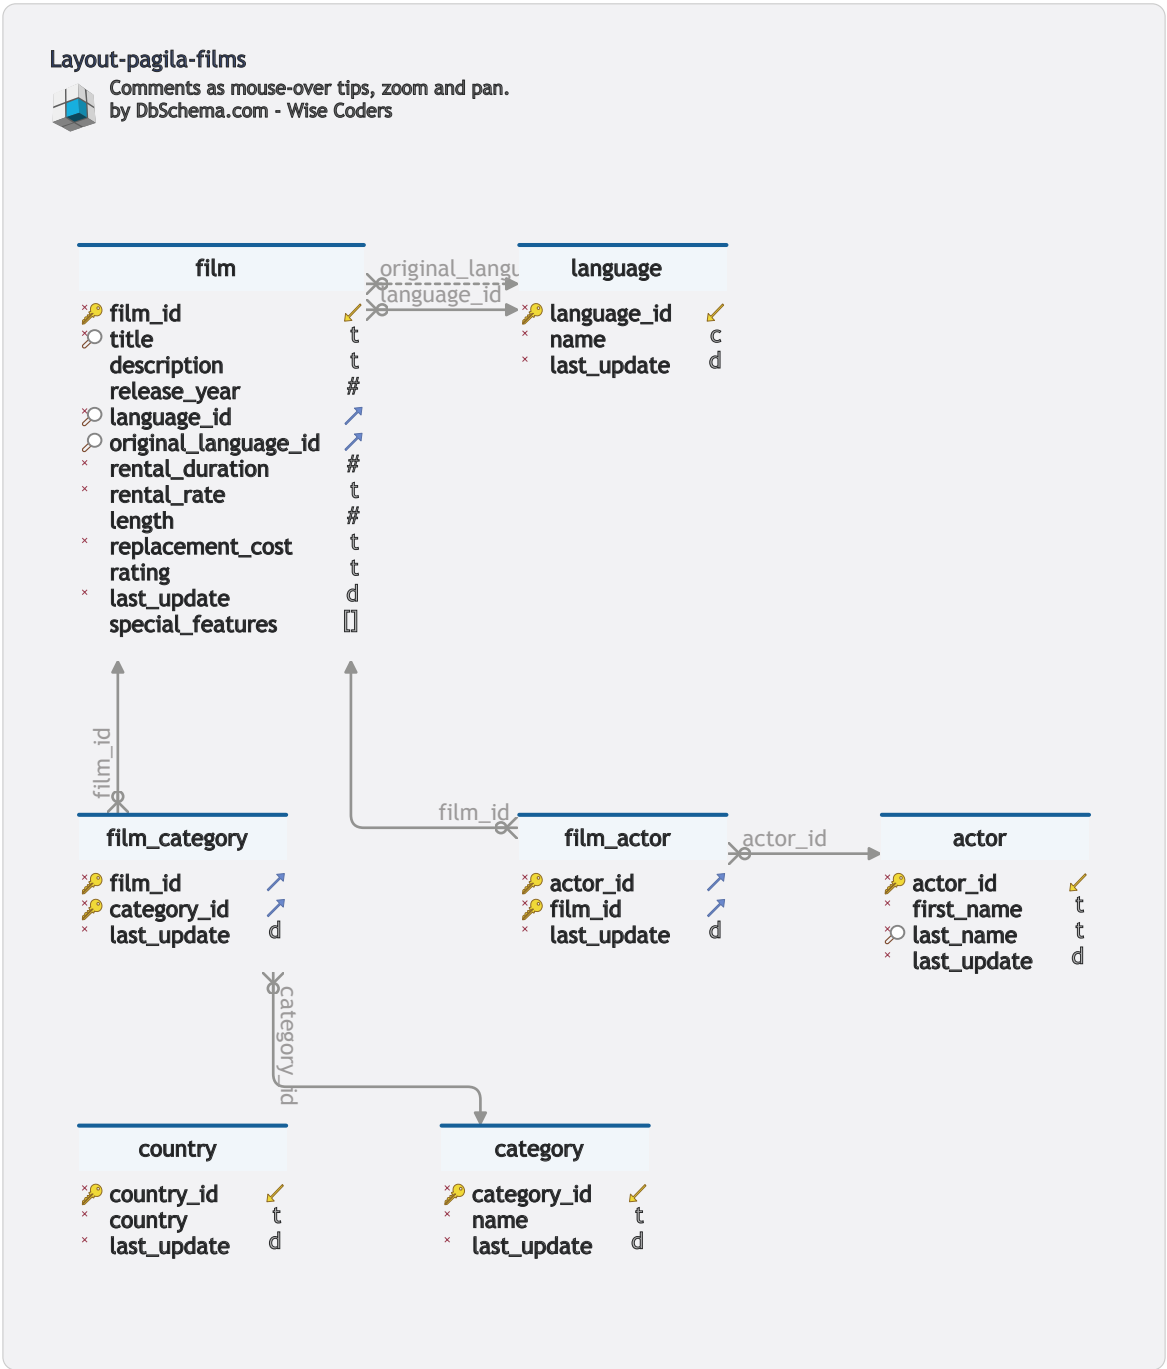 Layout-pagila-films
Comments as mouse-over tips, zoom and pan.
by DbSchema.com - Wise Coders
film
original_langu
language_id
language
film_id
title t
description t
release_year #
language_id
original_language_id
rental_duration #
rental_rate t
length #
replacement_cost t
rating t
last_update d
special_features []
language_id
name c
last_update d
film_id
film_category
film_id
category_id
last_update d
film_id
film_actor
actor_id
film_id
last_update d
actor_id
actor
actor_id
first_name t
last_name t
last_update d
category_id
country
country_id
country t
last_update d
category
category_id
name t
last_update d